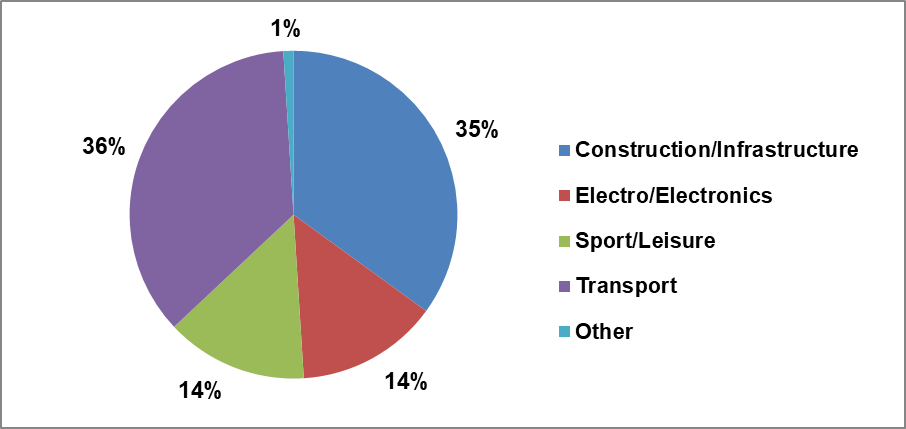 1%
35%
36%
14%
14%
Construction/Infrastructure
Electro/Electronics
Sport/Leisure
Transport
Other